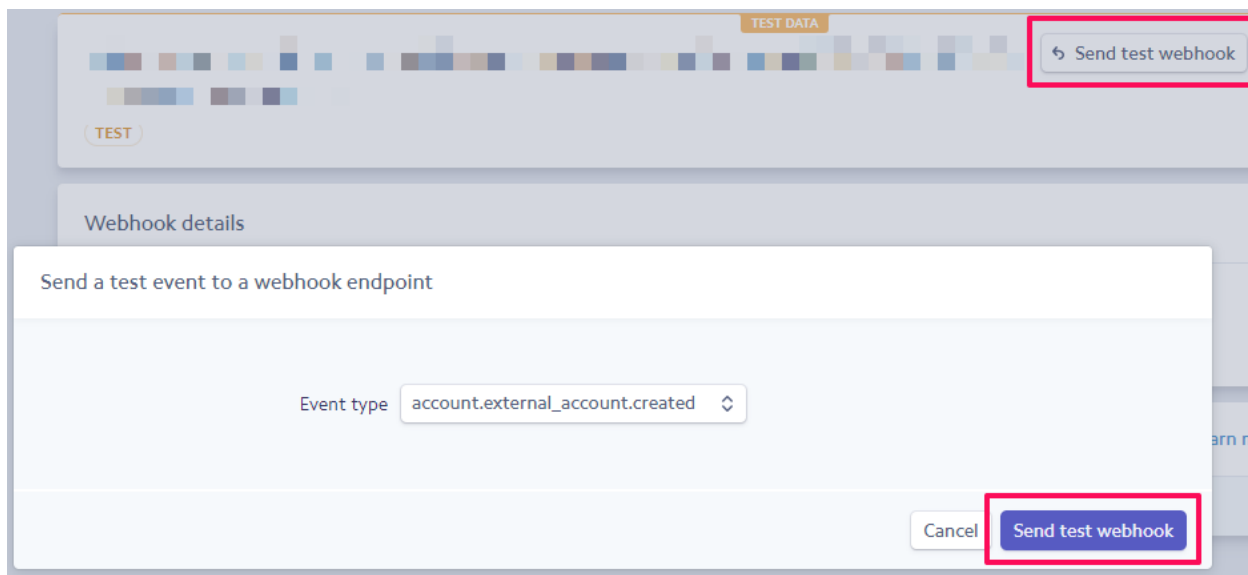 TEST DATA
Send test webhook
TEST
Webhook details
Send a test event to a webhook endpoint
Event type account.external_account.created
Cancel Send test webhook